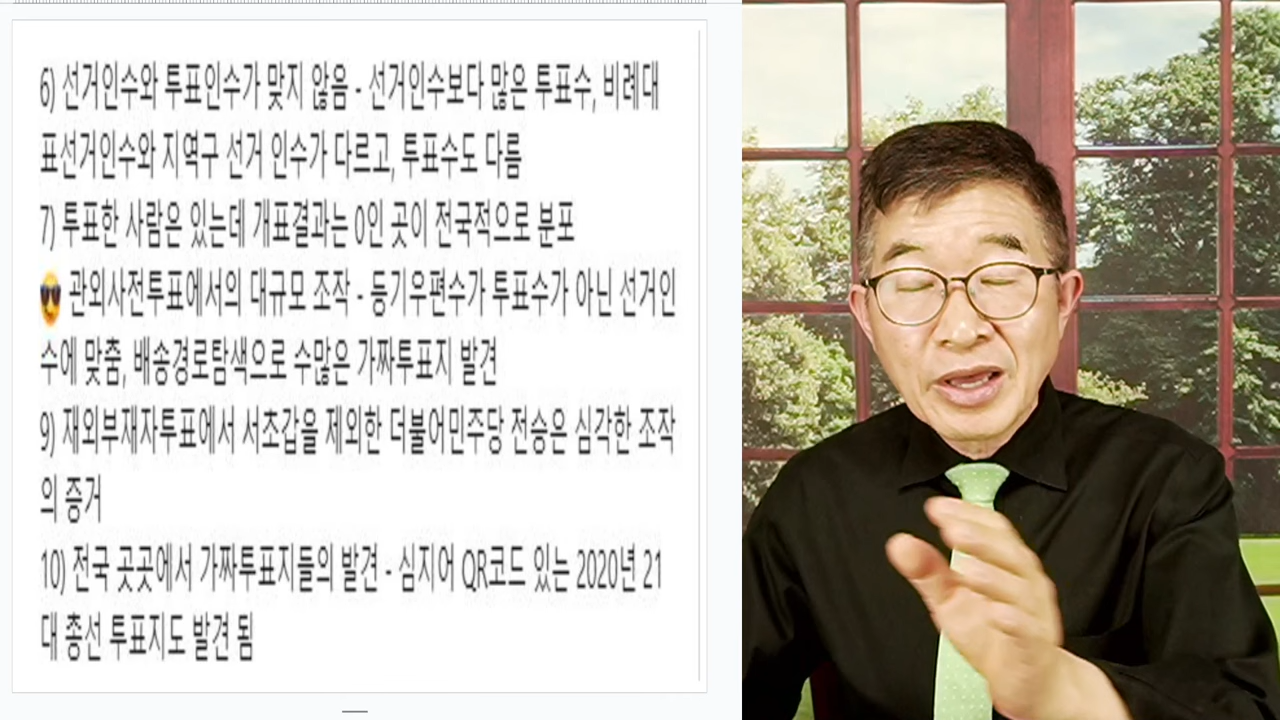 6) 선거인수와 투표인수가 맞지 않음 - 선거인수보다 많은 투표수, 비례대
표선거인수와 지역구 선거 인수가 다르고, 투표수도 다름
7) 투표한 사람은 있는데 개표결과는 0인 곳이 전국적으로 분포
😎 관외사전투표에서의 대규모 조작 - 등기우편수가 투표수가 아닌 선거인
수에 맞춤, 배송경로탐색으로 수많은 가짜투표지 발견
9) 재외부재자투표에서 서초갑을 제외한 더불어민주당 전승은 심각한 조작
의 증거
10) 전국 곳곳에서 가짜투표지들의 발견 - 심지어 QR코드 있는 2020년 21
대 총선 투표지도 발견 됨